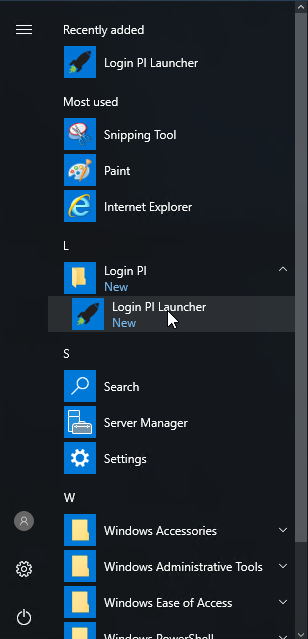 Recently added
Login PI Launcher
Most used
Snipping Tool
Paint
Internet Explorer
L
Login PI
New
Login PI Launcher
New
S
Search
Server Manager
Settings
W
Windows Accessories
Windows Administrative Tools
Windows Ease of Access
Windows PowerShell